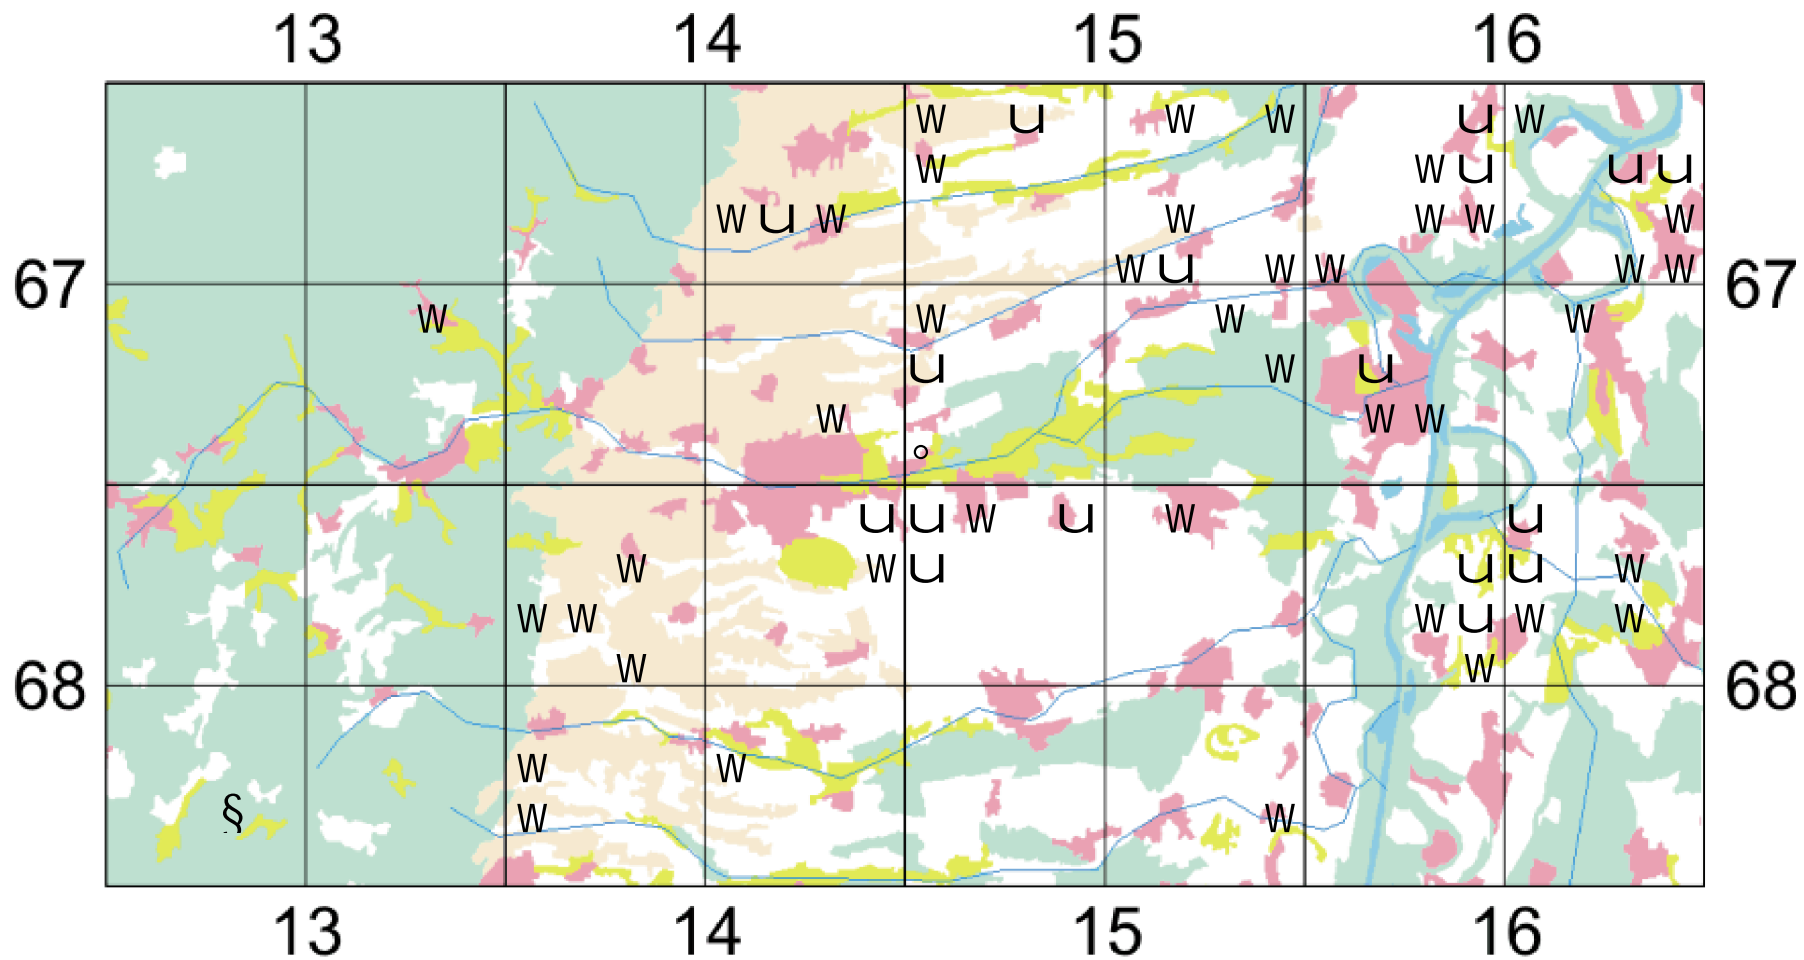 13 14 15 16
W u W W u W
W W u u u
W u W W W W W
W u W W W W
67 67
W W W W
u W u
W W W
u u W u W u
W u u u W
W W W u W W
W W
68 68
W W
§ W W
13 14 15 16